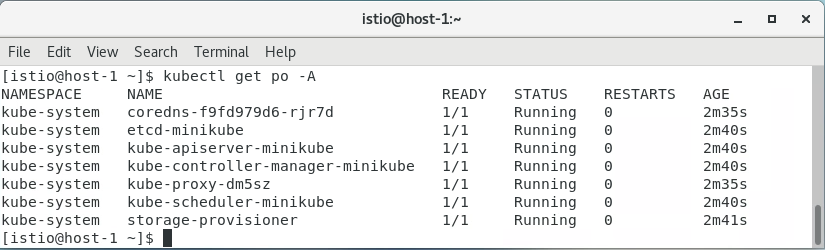 istio@host-1:~
File Edit View Search Terminal Help
[istio@host-1 ~]$ kubectl get po -A
NAMESPACE NAME READY STATUS RESTARTS AGE
kube-system coredns-f9fd979d6-rjr7d 1/1 Running 0 2m35s
kube-system etcd-minikube 1/1 Running 0 2m40s
kube-system kube-apiserver-minikube 1/1 Running 0 2m40s
kube-system kube-controller-manager-minikube 1/1 Running 0 2m40s
kube-system kube-proxy-dm5sz 1/1 Running 0 2m35s
kube-system kube-scheduler-minikube 1/1 Running 0 2m40s
kube-system storage-provisioner 1/1 Running 0 2m41s
[istio@host-1 ~]$